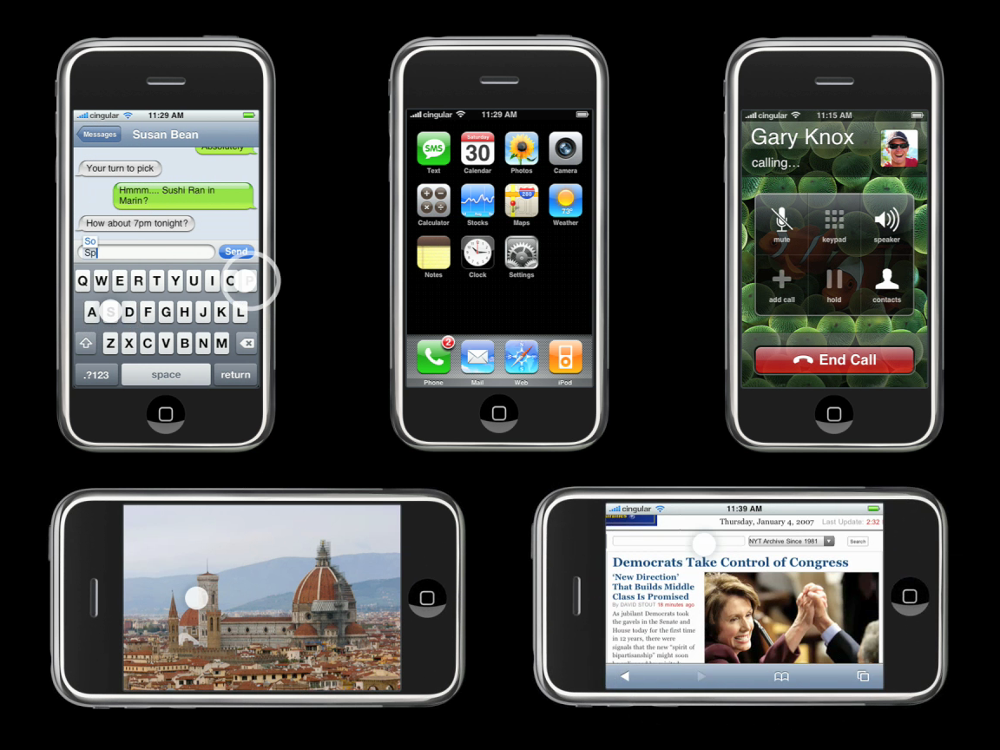 cingular 11:29 AM
Messages Susan Bean
Absolutely
Your turn to pick
Hmmm.... Sushi Ran in
Marin?
How about 7pm tonight?
So
Sp
Send
Q W E R T Y U I O P
A S D F G H J K L
Z X C V B N M
.?123 space return
cingular 11:29 AM
SMS Saturday 30
Text Calendar Photos Camera
280 73°
Calculator Stocks Maps Weather
Notes Clock Settings
2
Phone Mail Web iPod
cingular 11:15 AM
Gary Knox
calling...
mute keypad speaker
add call hold contacts
End Call
cingular 11:39 AM
Thursday, January 4, 2007 Last Update: 2:32
NYT Archive Since 1981 Search
Democrats Take Control of Congress
‘New Direction’
That Builds Middle
Class Is Promised
By DAVID STOUT 18 minutes ago
As jubilant Democrats took
the gavels in the Senate and
House today for the first time
in 12 years, there were
signals that the new “spirit of
bipartisanship” might soon